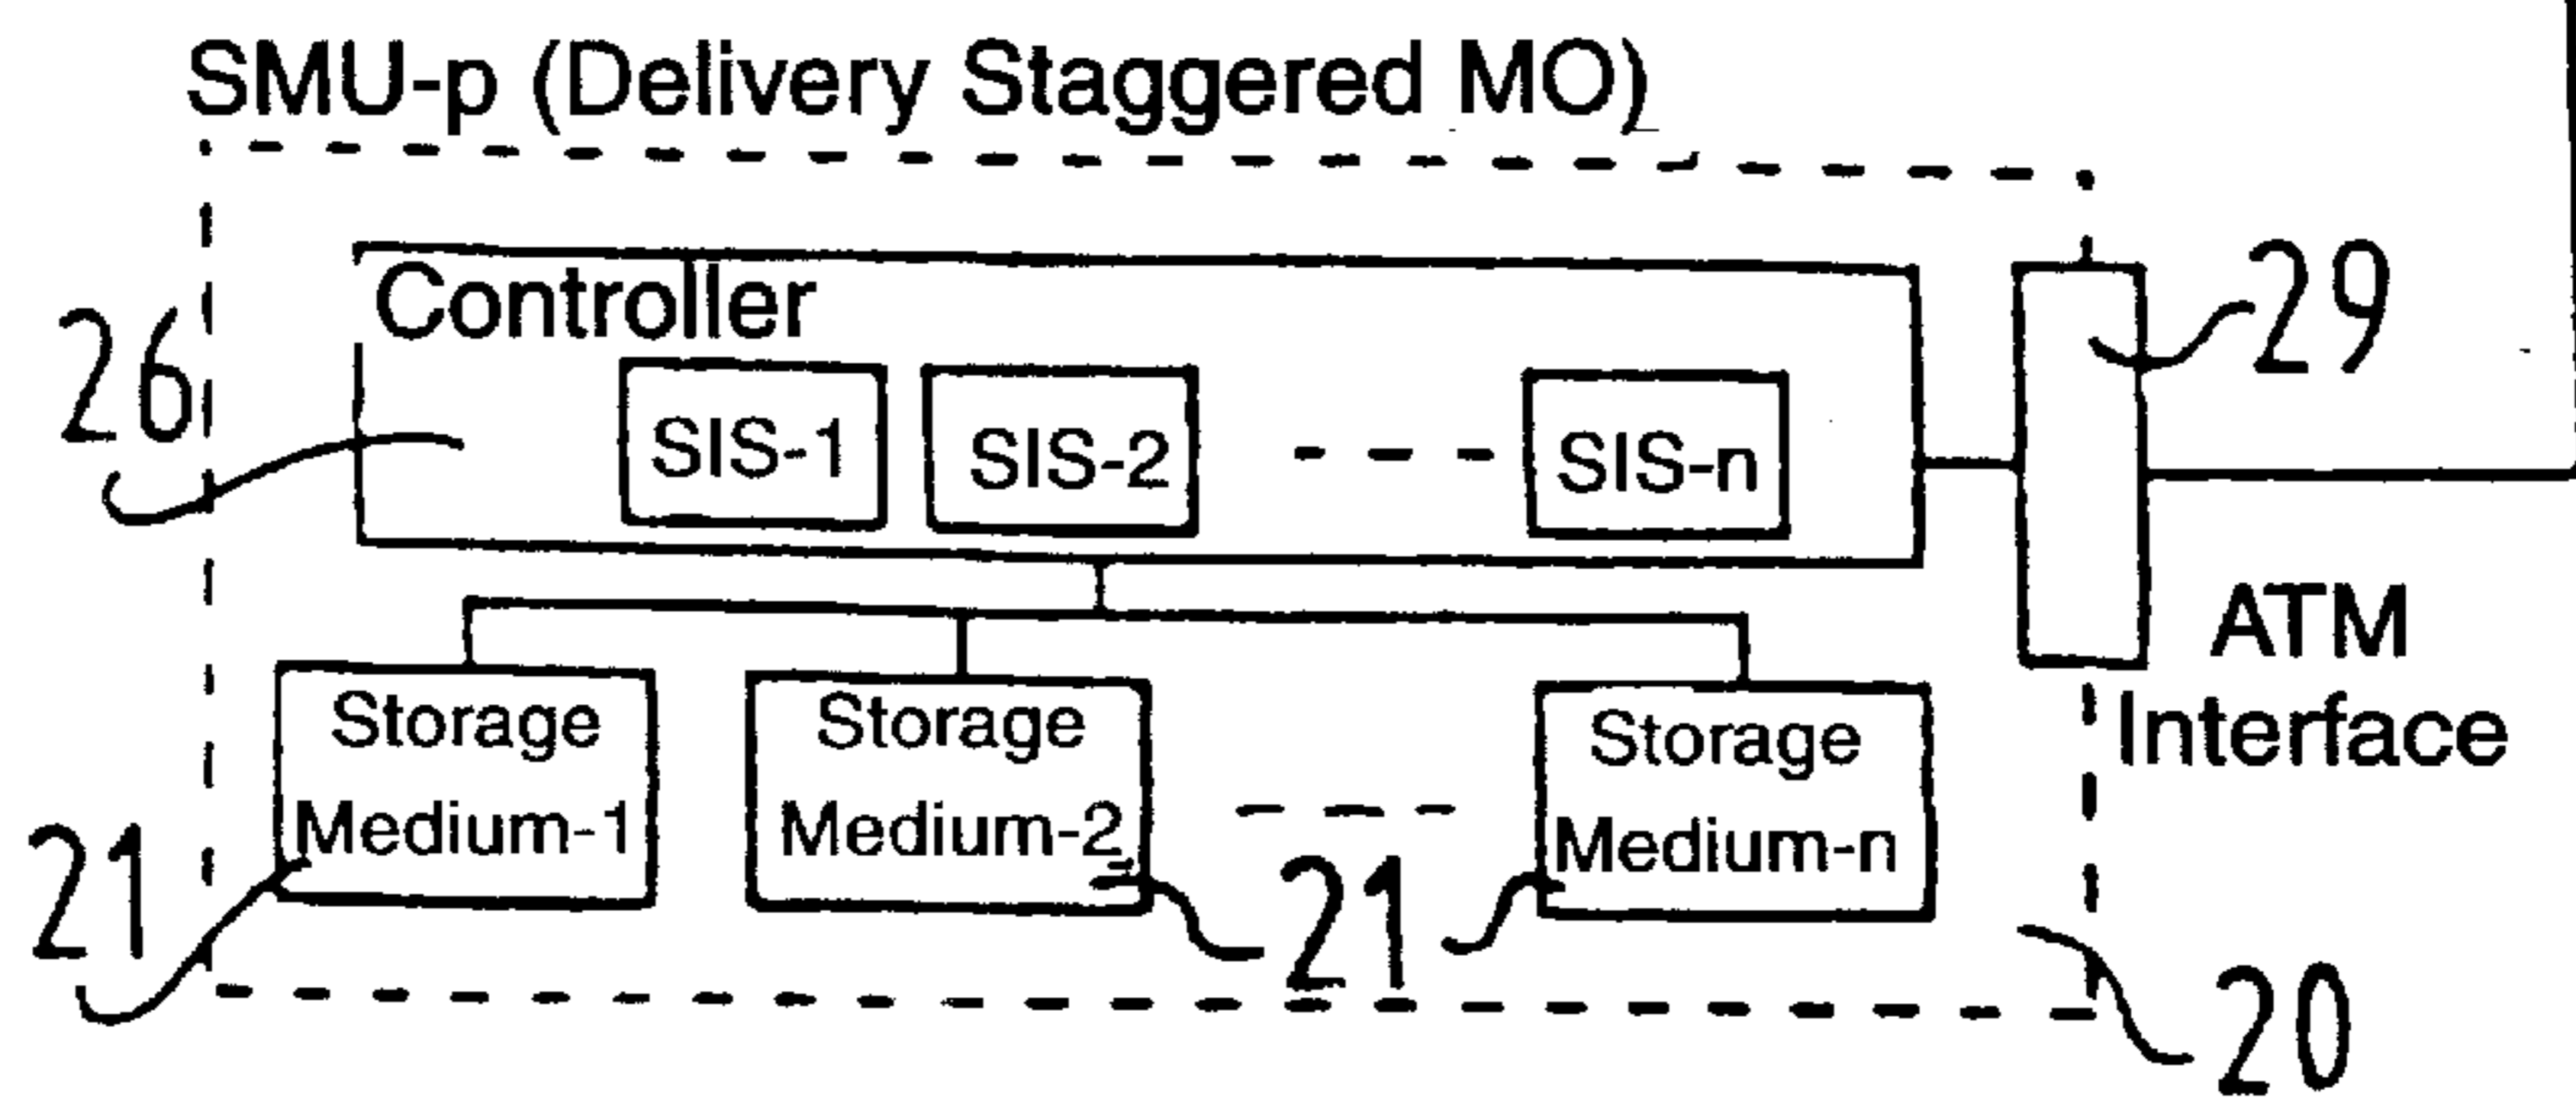 SMU-p (Delivery Staggered MO)
Controller
26
29
SIS-1
SIS-2
SIS-n
ATM
Interface
Storage
Medium-1
Storage
Medium-2
Storage
Medium-n
21
21
20